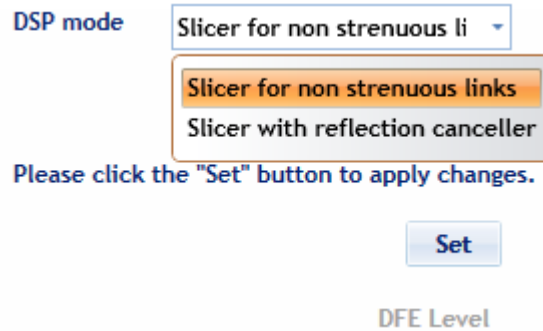 DSP mode Slicer for non strenuous li
Slicer for non strenuous links
Slicer with reflection canceller
Please click the "Set" button to apply changes.
Set
DFE Level